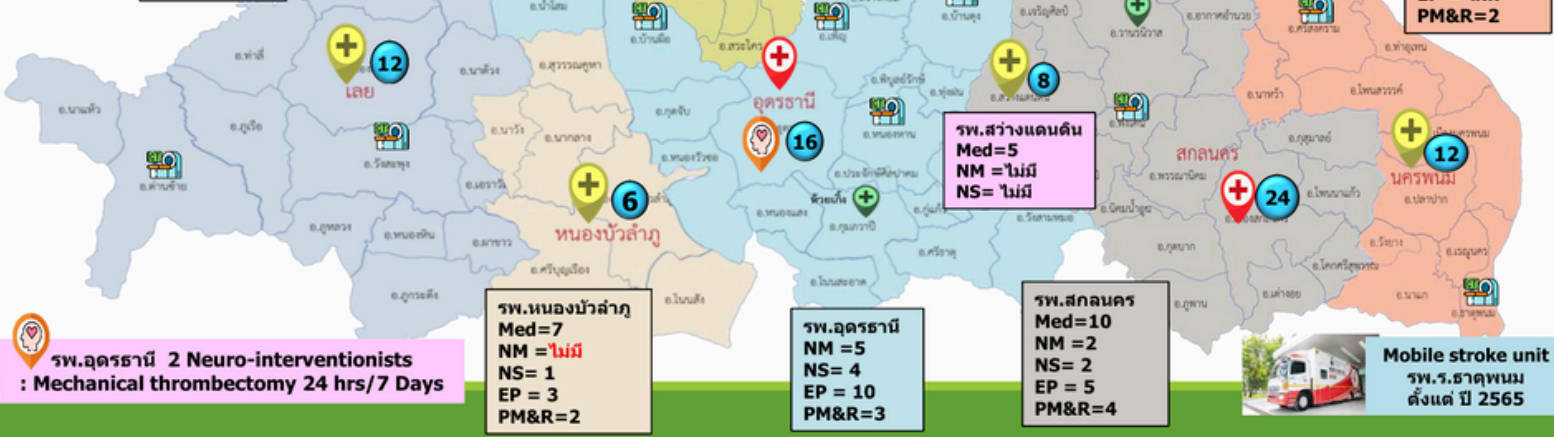 อ.น้ำโสม
อ.บ้านผือ
อ.สระใคร
อ.เพ็ญ
อ.บ้านดุง
อ.เจริญศิลป์
อ.วานรนิวาส
อ.อากาศอำนวย
อ.ศรีสงคราม
PM&R=2
อ.ท่าอุเทน
อ.ท่าลี่
12
เลย
อ.นาด้วง
อ.สุวรรณคูหา
อ.กุดจับ
อุดรธานี
อ.พิบูลย์รักษ์
อ.ทุ่งฝน
8
อ.นาหว้า
อ.โพนสวรรค์
อ.นาแห้ว
อ.ภูเรือ
อ.วังสะพุง
อ.นาวัง
อ.นากลาง
16
อ.หนองหาน
รพ.สว่างแดนดิน
Med=5
NM =ไม่มี
NS= ไม่มี
อ.กุสุมาลย์
12
นครพนม
สกลนคร
อ.พรรณานิคม
อ.ด่านซ้าย
อ.เอราวัณ
6
หนองบัวลำภู
อ.หนองวัวซอ
อ.ประจักษ์ศิลปาคม
ห้วยเกิ้ง
อ.หนองแสง
อ.กุมภวาปี
อ.วังสามหมอ
อ.นิคมน้ำอูน
24
อ.โพนนาแก้ว
อ.ปลาปาก
อ.ภูหลวง
อ.หนองหิน
อ.ผาขาว
อ.ศรีธาตุ
อ.กุดบาก
อ.วังยาง
อ.เรณูนคร
อ.ภูกระดึง
อ.ศรีบุญเรือง
อ.โนนสัง
อ.โนนสะอาด
อ.โคกศรีสุพรรณ
อ.ภูพาน
อ.เต่างอย
อ.นาแก
อ.ธาตุพนม
รพ.อุดรธานี 2 Neuro-interventionists
: Mechanical thrombectomy 24 hrs/7 Days
รพ.หนองบัวลำภู
Med=7
NM =ไม่มี
NS= 1
EP = 3
PM&R=2
รพ.อุดรธานี
NM =5
NS= 4
EP = 10
PM&R=3
รพ.สกลนคร
Med=10
NM =2
NS= 2
EP = 5
PM&R=4
Mobile stroke unit
รพ.ร.ธาตุพนม
ตั้งแต่ ปี 2565